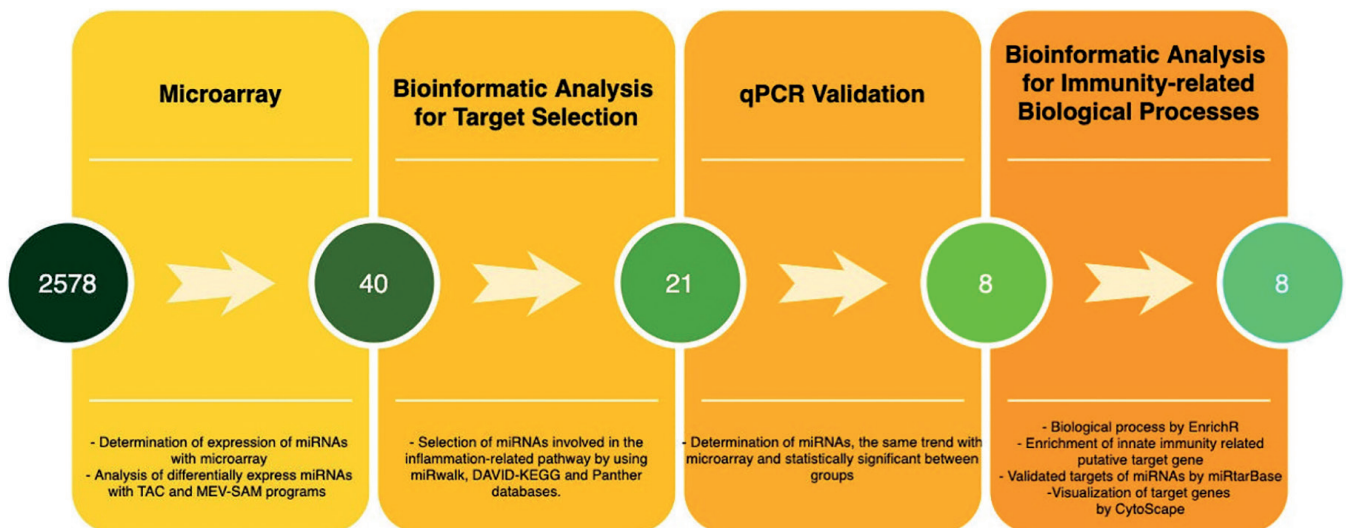 Microarray
Bioinformatic Analysis
for Target Selection
qPCR Validation
Bioinformatic Analysis
for Immunity-related
Biological Processes
2578
40
21
8
8
- Determination of expression of miRNAs
with microarray
- Analysis of differentially express miRNAs
with TAC and MEV-SAM programs
- Selection of miRNAs involved in the
inflammation-related pathway by using
miRwalk, DAVID-KEGG and Panther
databases.
- Determination of miRNAs, the same trend with
microarray and statistically significant between
groups
- Biological process by EnrichR
- Enrichment of innate immunity related
putative target gene
- Validated targets of miRNAs by miRtarBase
-Visualization of target genes
by CytoScape